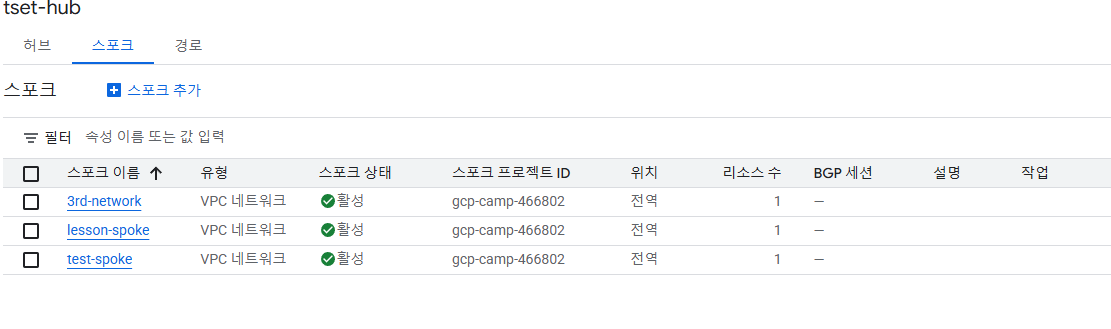 tset-hub
허브 스포크 경로
스포크 스포크 추가
필터 속성 이름 또는 값 입력
스포크 이름 유형 스포크 상태 스포크 프로젝트 ID 위치 리소스 수 BGP 세션 설명 작업
3rd-network VPC 네트워크 활성 gcp-camp-466802 전역 1 —
lesson-spoke VPC 네트워크 활성 gcp-camp-466802 전역 1 —
test-spoke VPC 네트워크 활성 gcp-camp-466802 전역 1 —